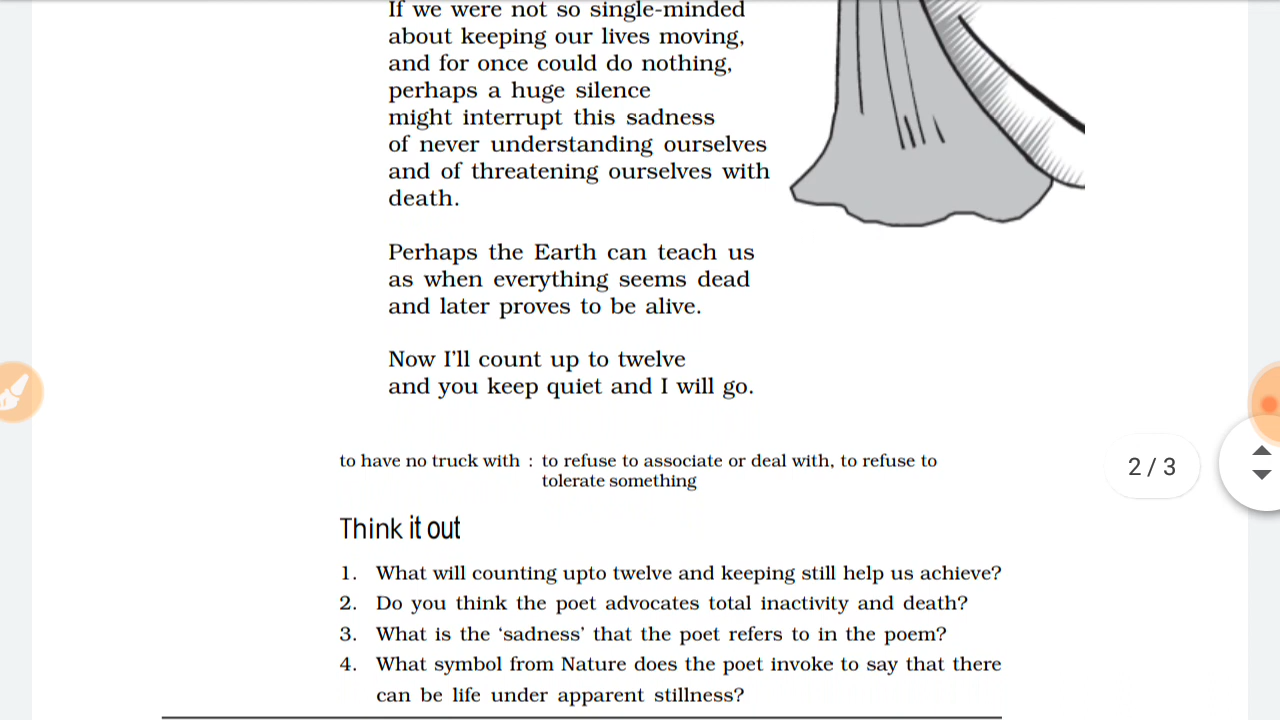 If we were not so single-minded
about keeping our lives moving,
and for once could do nothing,
perhaps a huge silence
might interrupt this sadness
of never understanding ourselves
and of threatening ourselves with
death.
Perhaps the Earth can teach us
as when everything seems dead
and later proves to be alive.
Now I'll count up to twelve
and you keep quiet and I will go.
to have no truck with : to refuse to associate or deal with, to refuse to
tolerate something
2 / 3
Think it out
1. What will counting upto twelve and keeping still help us achieve?
2. Do you think the poet advocates total inactivity and death?
3. What is the ‘sadness’ that the poet refers to in the poem?
4. What symbol from Nature does the poet invoke to say that there
can be life under apparent stillness?